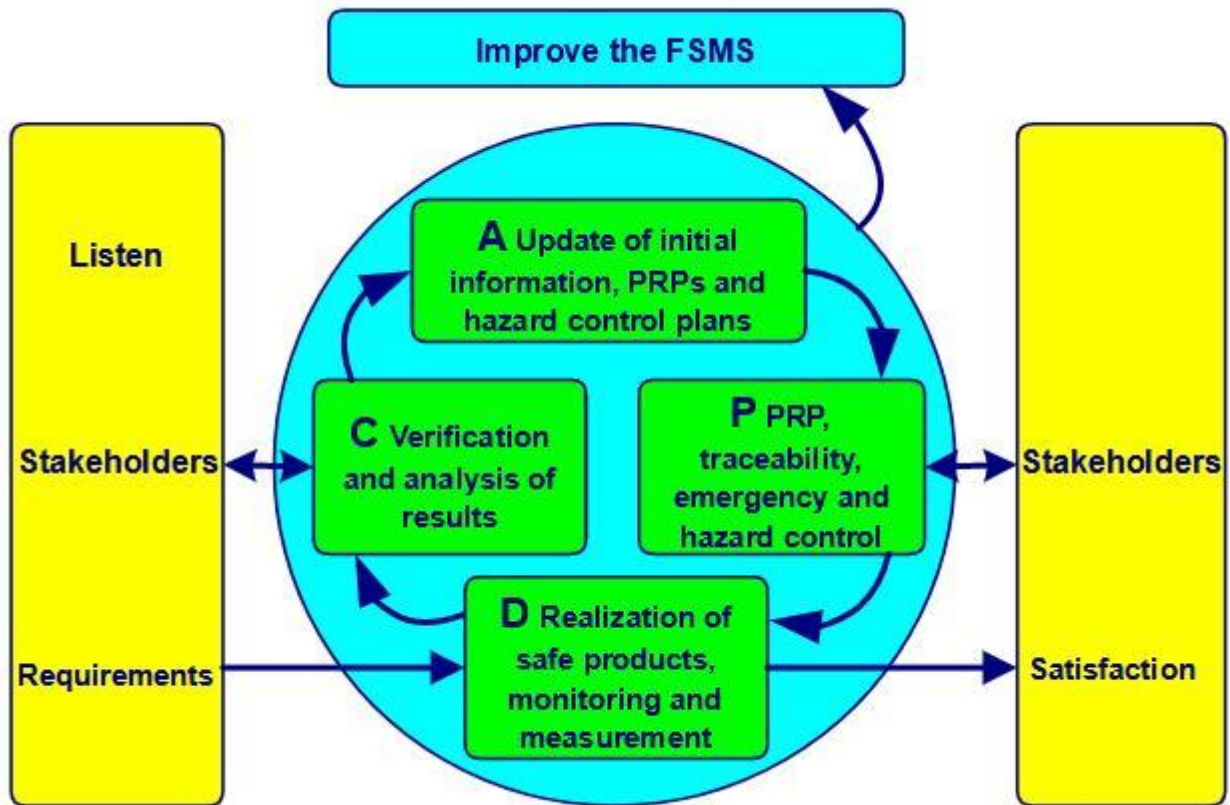 Improve the FSMS
Listen
Stakeholders
Requirements
A Update of initial
information, PRPs and
hazard control plans
C Verification
and analysis of
results
P PRP,
traceability,
emergency and
hazard control
D Realization of
safe products,
monitoring and
measurement
Stakeholders
Satisfaction